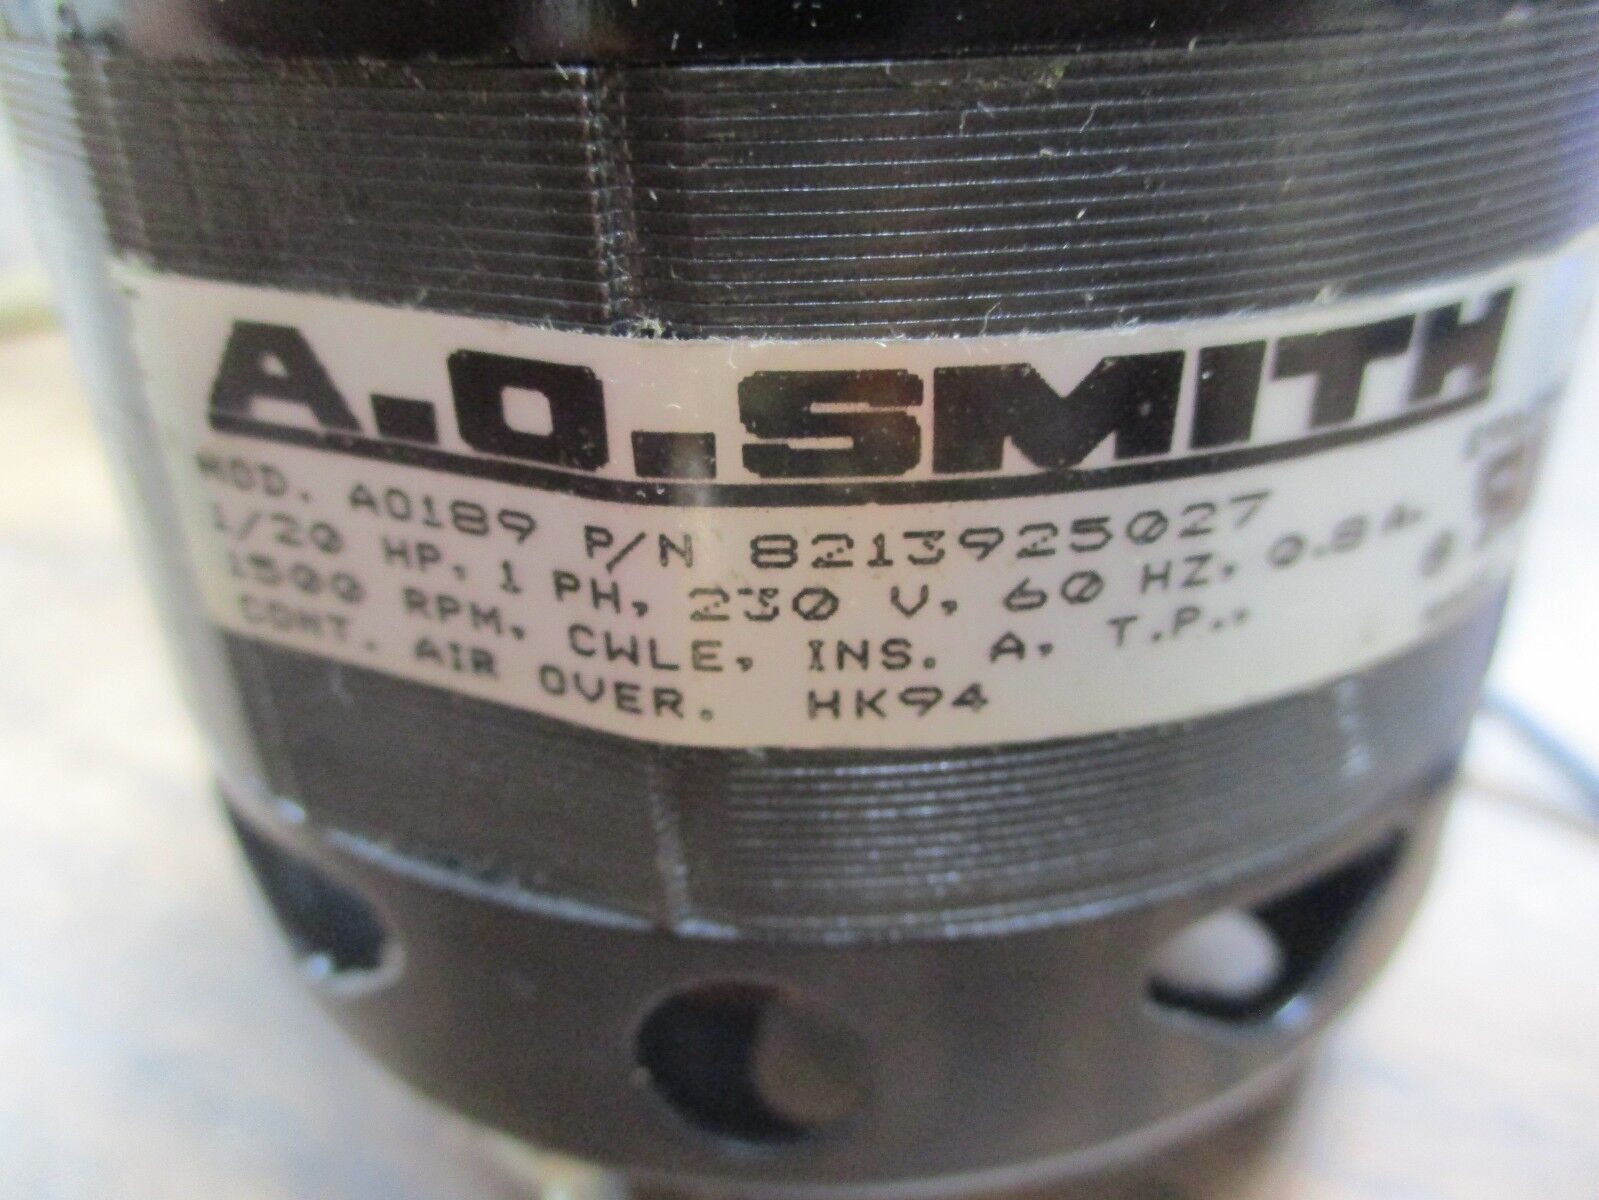 A.O.SMITH
MOD. A0189 P/N 8213925027
1/20 HP, 1 PH, 230 V, 60 HZ, 0.8 A.
1500 RPM, CWLE, INS. A, T.P.,
CONT. AIR OVER. HK94